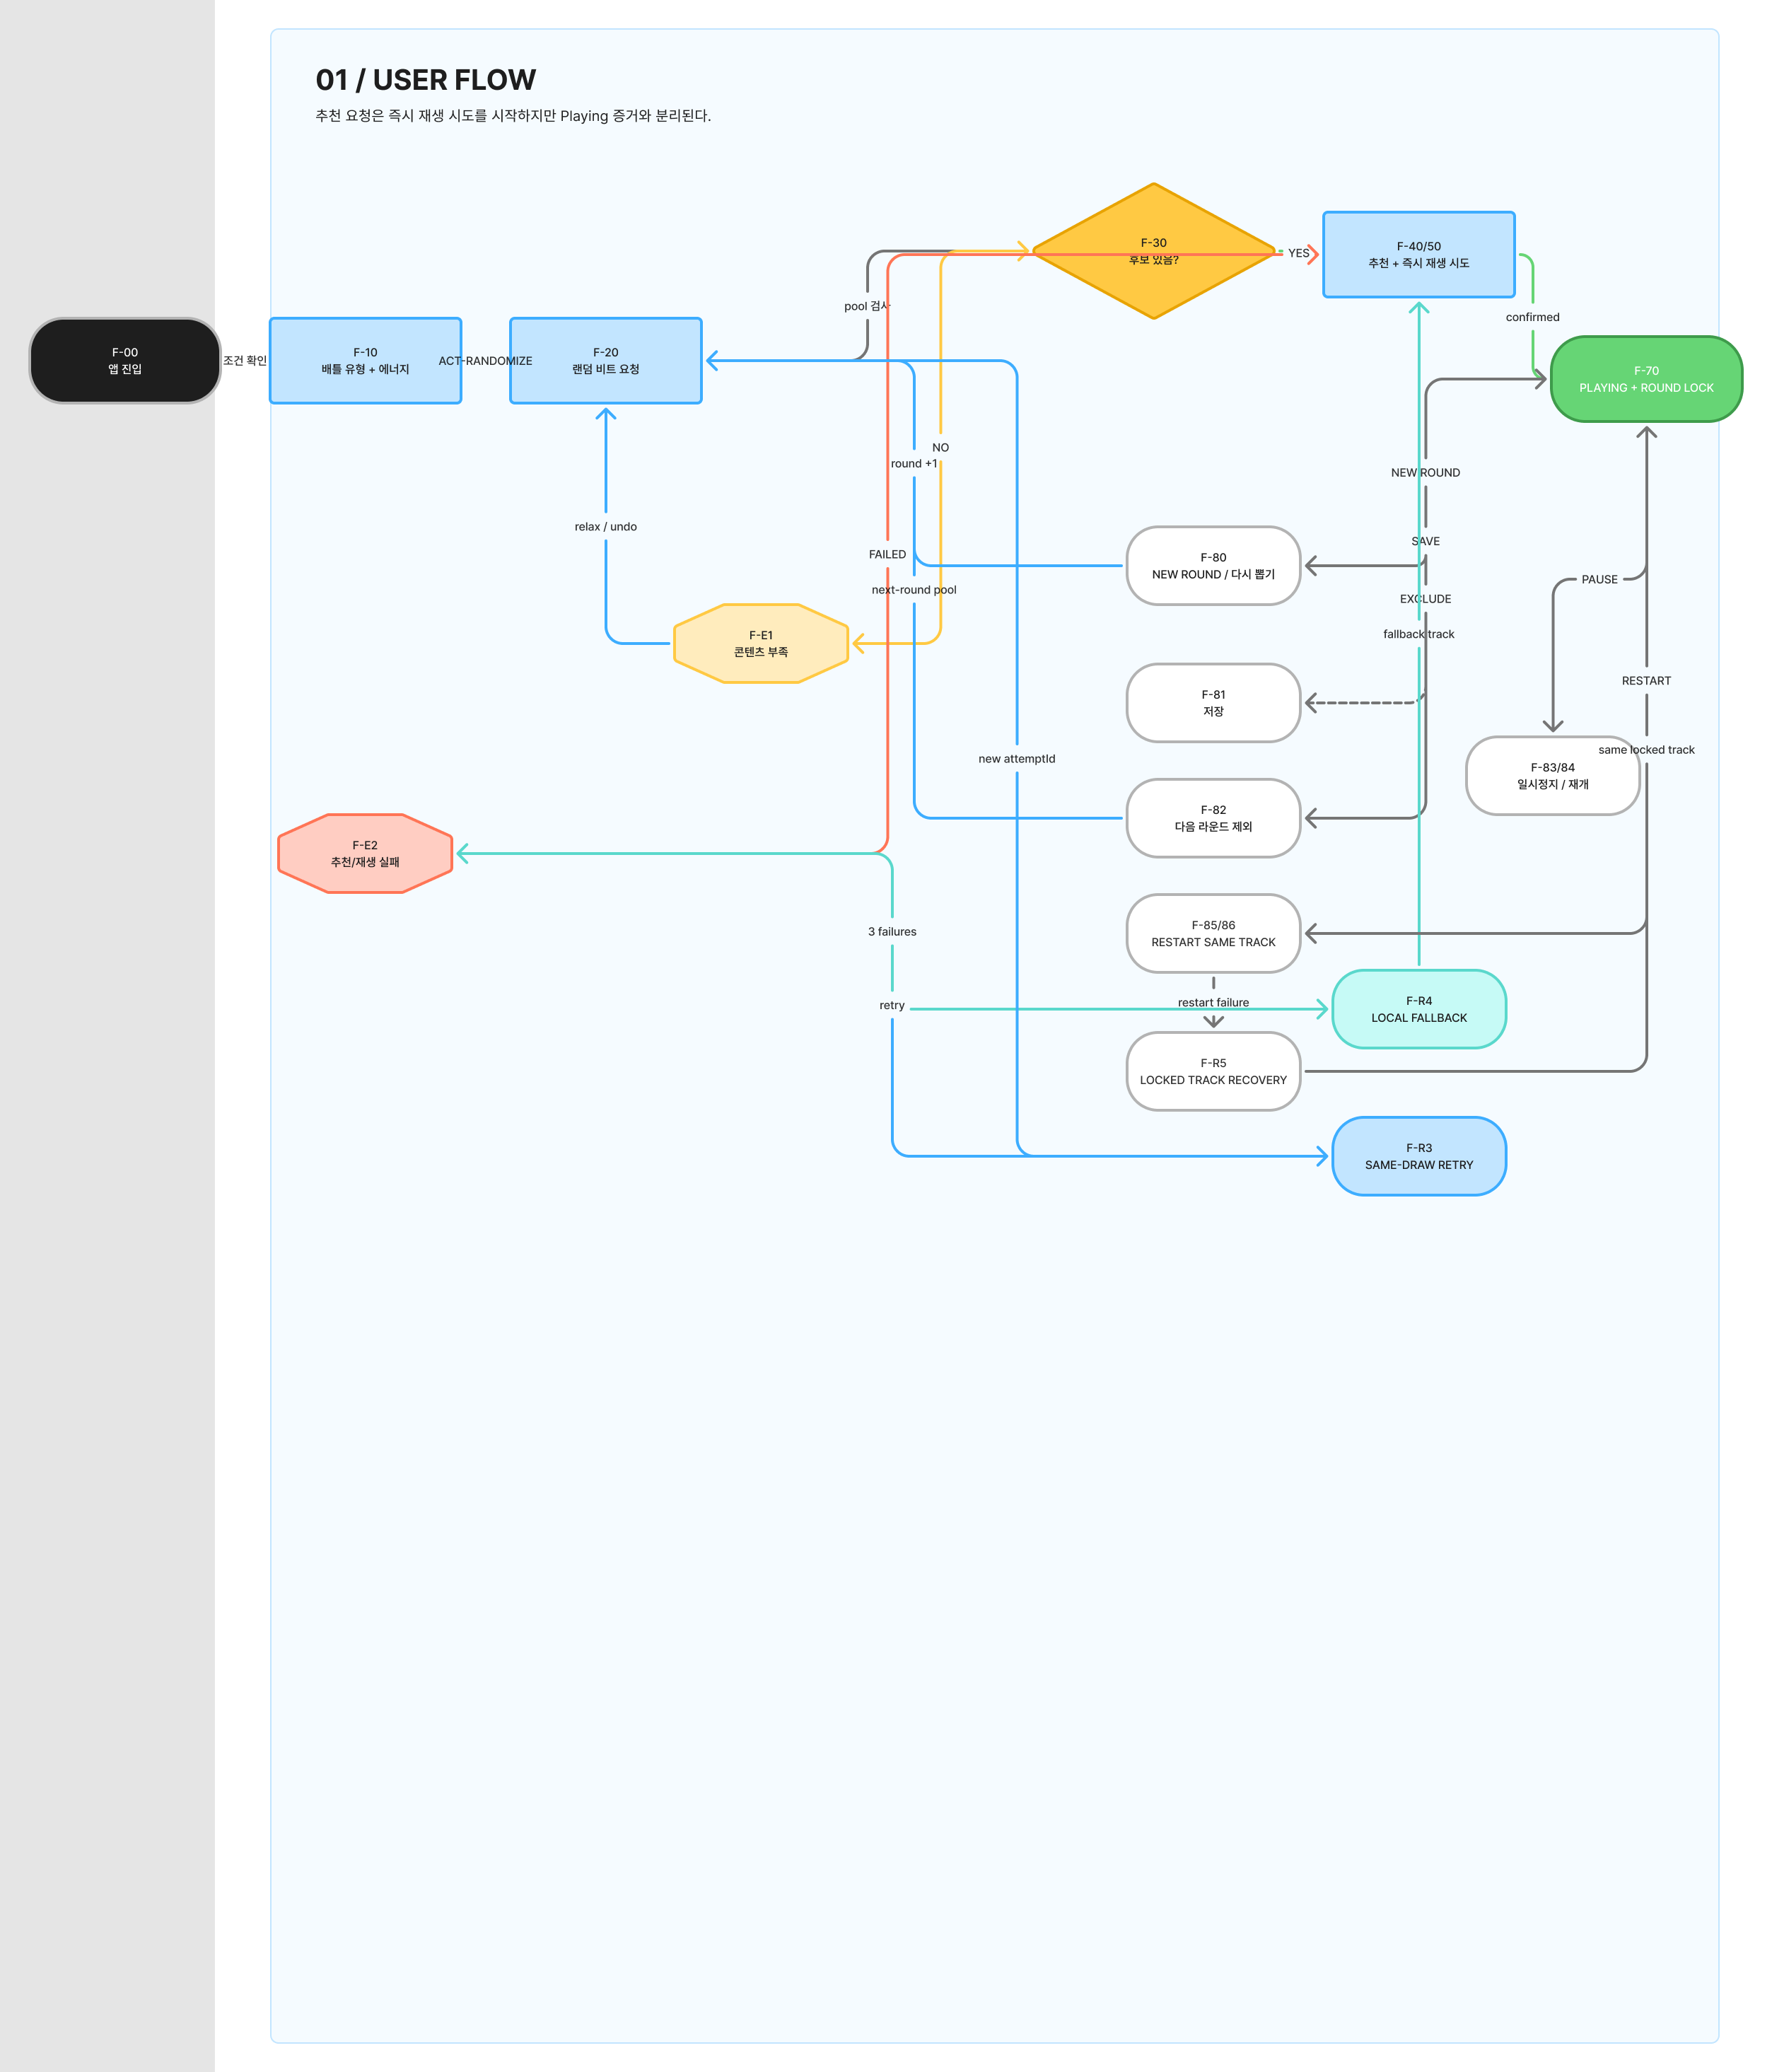 01 / USER FLOW
추천 요청은 즉시 재생 시도를 시작하지만 Playing 증거와 분리된다.
F-30
후보 있음?
YES
F-40/50
추천 + 즉시 재생 시도
pool 검사
confirmed
F-00
앱 진입
조건 확인
F-10
배틀 유형 + 에너지
ACT-RANDOMIZE
F-20
랜덤 비트 요청
F-70
PLAYING + ROUND LOCK
NO
round +1
NEW ROUND
relax / undo
SAVE
FAILED
F-80
NEW ROUND / 다시 뽑기
PAUSE
next-round pool
EXCLUDE
fallback track
F-E1
콘텐츠 부족
RESTART
F-81
저장
new attemptId
same locked track
F-83/84
일시정지 / 재개
F-82
다음 라운드 제외
F-E2
추천/재생 실패
3 failures
F-85/86
RESTART SAME TRACK
retry
restart failure
F-R4
LOCAL FALLBACK
F-R5
LOCKED TRACK RECOVERY
F-R3
SAME-DRAW RETRY